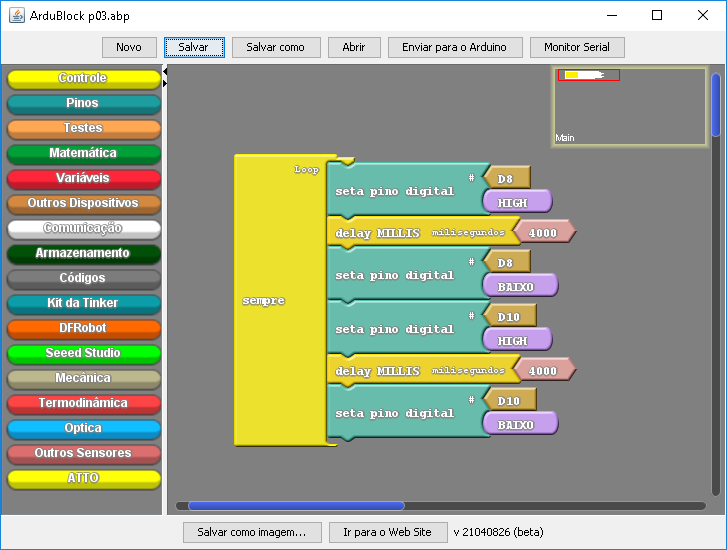 ArduBlock p03.abp
Novo Salvar Salvar como Abrir Enviar para o Arduino Monitor Serial
Controle
Pinos
Testes
Matemática
Variáveis
Outros Dispositivos
Comunicação
Armazenamento
Códigos
Kit da Tinker
DFRobot
Seeed Studio
Mecànica
Termodinámica
Optica
Outros Sensores
ATTO
Main
sempre
Loop
seta pino digital # D8
HIGH
delay MILLIS milisegundos 4000
seta pino digital # D8
BAIXO
seta pino digital # D10
HIGH
delay MILLIS milisegundos 4000
seta pino digital # D10
BAIXO
Salvar como imagem... Ir para o Web Site v 21040826 (beta)